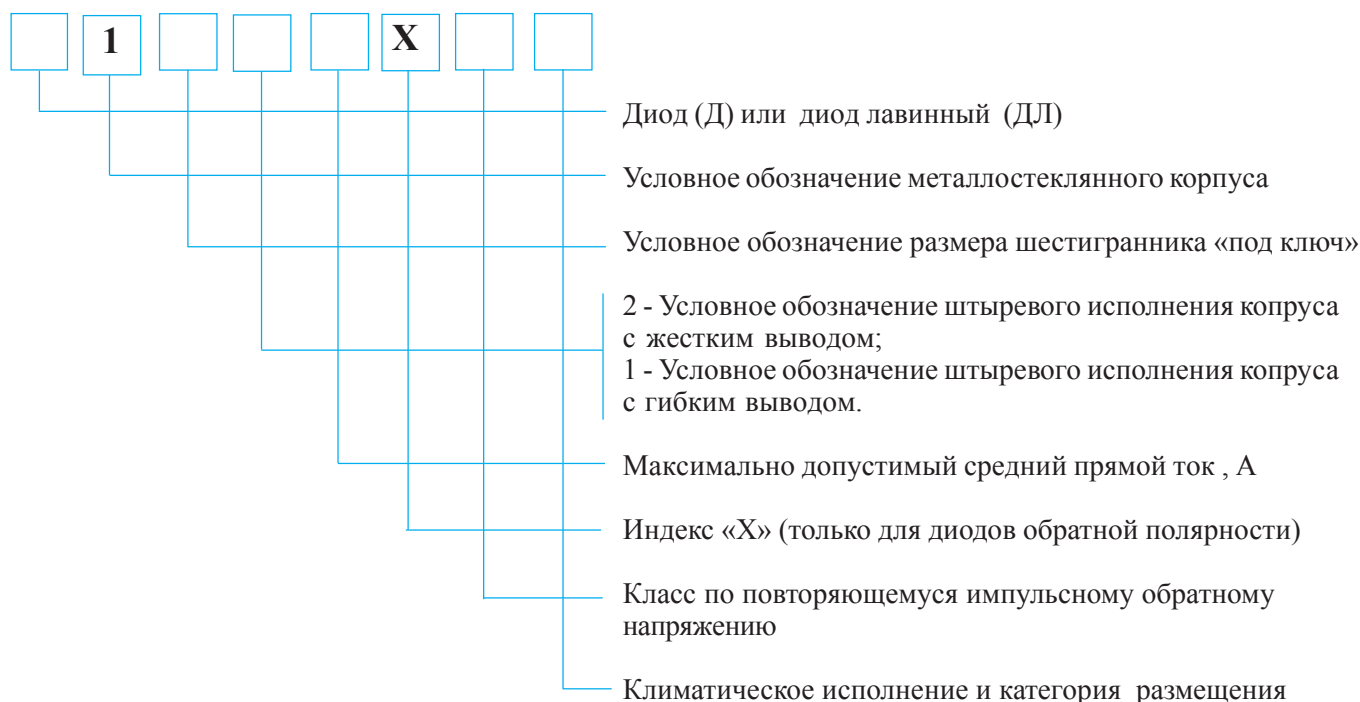 1 X
Диод (Д) или диод лавинный (ДЛ)
Условное обозначение металлостеклянного корпуса
Условное обозначение размера шестигранника «под ключ»
2 - Условное обозначение штыревого исполнения копруса
с жестким выводом;
1 - Условное обозначение штыревого исполнения копруса
с гибким выводом.
Максимально допустимый средний прямой ток , А
Индекс «Х» (только для диодов обратной полярности)
Класс по повторяющемуся импульсному обратному
напряжению
Климатическое исполнение и категория размещения